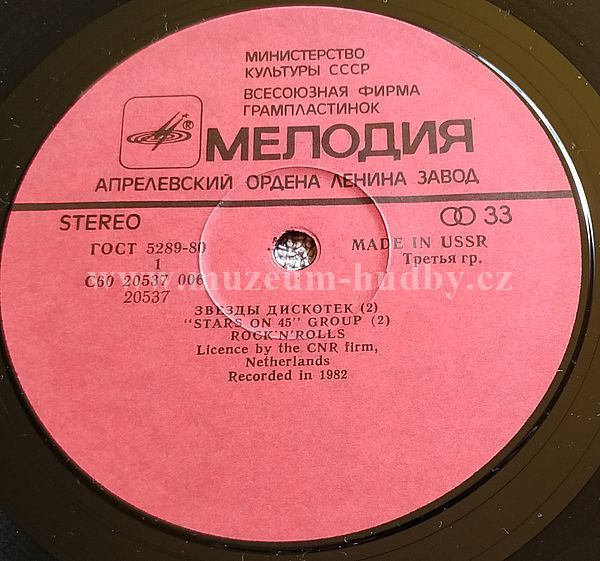 МИНИСТЕРСТВО
КУЛЬТУРЫ СССР
ВСЕСОЮЗНАЯ ФИРМА
ГРАМПЛАСТИНОК
® МЕЛОДИЯ
АПРЕЛЕВСКИЙ ОРДЕНА ЛЕНИНА ЗАВОД
STEREO 33
ГОСТ 5289-80 MADE IN USSR
1 Третья гр.
С60 20537 006
20537
www.muzeum-hudby.cz
ЗВЕЗДЫ ДИСКОТЕК (2)
"STARS ON 45" GROUP (2)
ROCK'N'ROLLS
Licence by the CNR firm,
Netherlands
Recorded in 1982